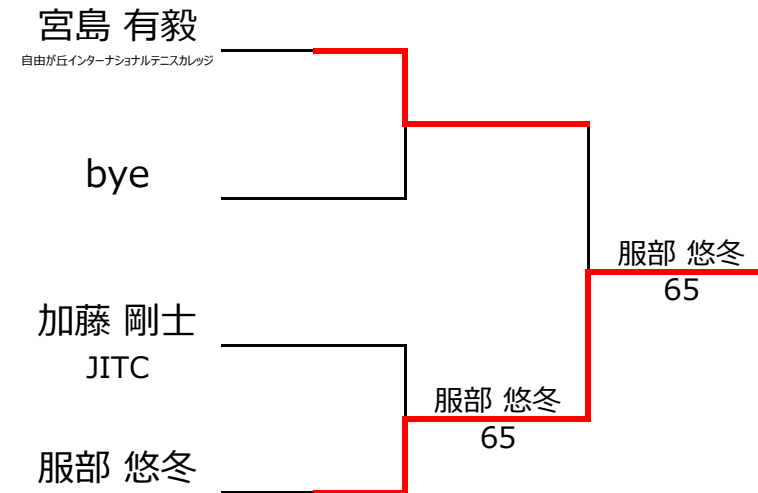 宮島 有毅
自由が丘インターナショナルテニスカレッジ
bye
服部 悠冬
65
加藤 剛士
JITC
服部 悠冬
65
服部 悠冬